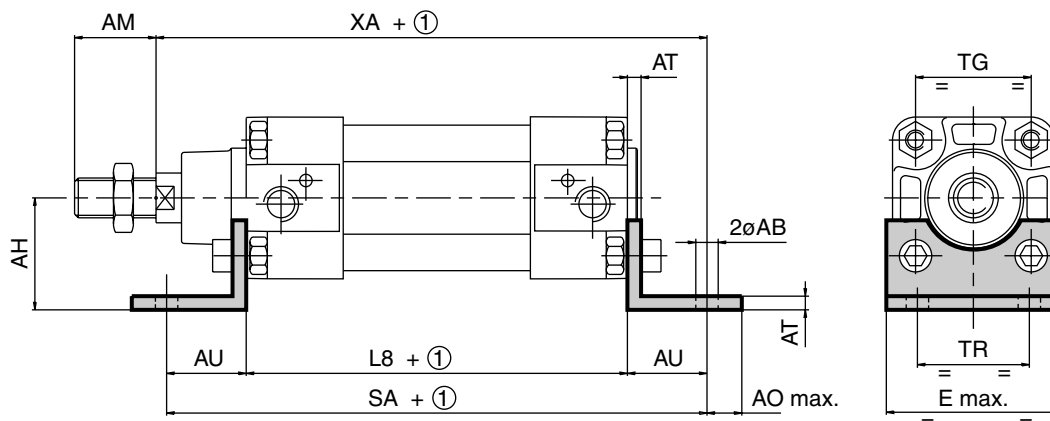 AM
XA + ①
AT
TG
= =
AH
2øAB
AT
AU
L8 + ①
AU
TR
= =
SA + ①
AO max.
E max.
= =